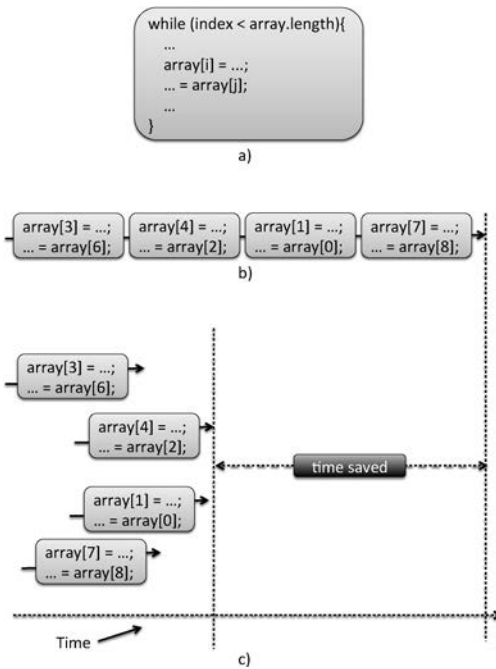 while (index < array.length){
...
array[i] = ...;
... = array[j];
...
}
a)
array[3] = ...;
... = array[6];
array[4] = ...;
... = array[2];
array[1] = ...;
... = array[0];
array[7] = ...;
... = array[8];
b)
array[3] = ...;
... = array[6];
array[4] = ...;
... = array[2];
time saved
array[1] = ...;
... = array[0];
array[7] = ...;
... = array[8];
Time
c)